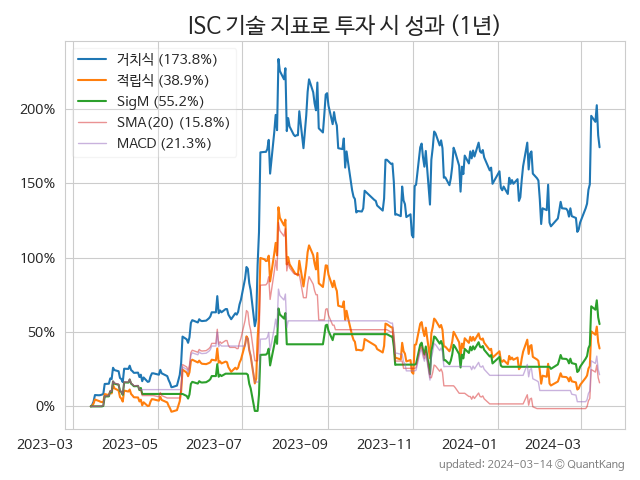 ISC 기술 지표로 투자 시 성과 (1년)
거치식 (173.8%)
적립식 (38.9%)
SigM (55.2%)
SMA(20) (15.8%)
MACD (21.3%)
200%
150%
100%
50%
0%
2023-03 2023-05 2023-07 2023-09 2023-11 2024-01 2024-03
updated: 2024-03-14 © QuantKang